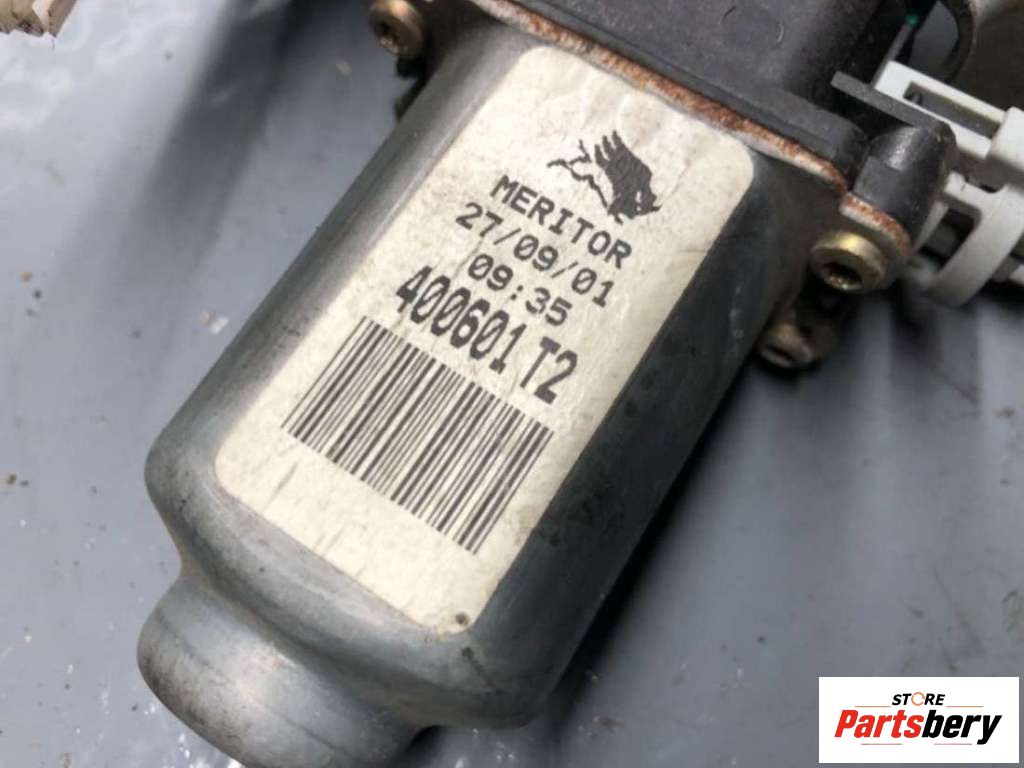 MERITOR
27/09/01
09:35
400601 T2
STORE
Partsbery